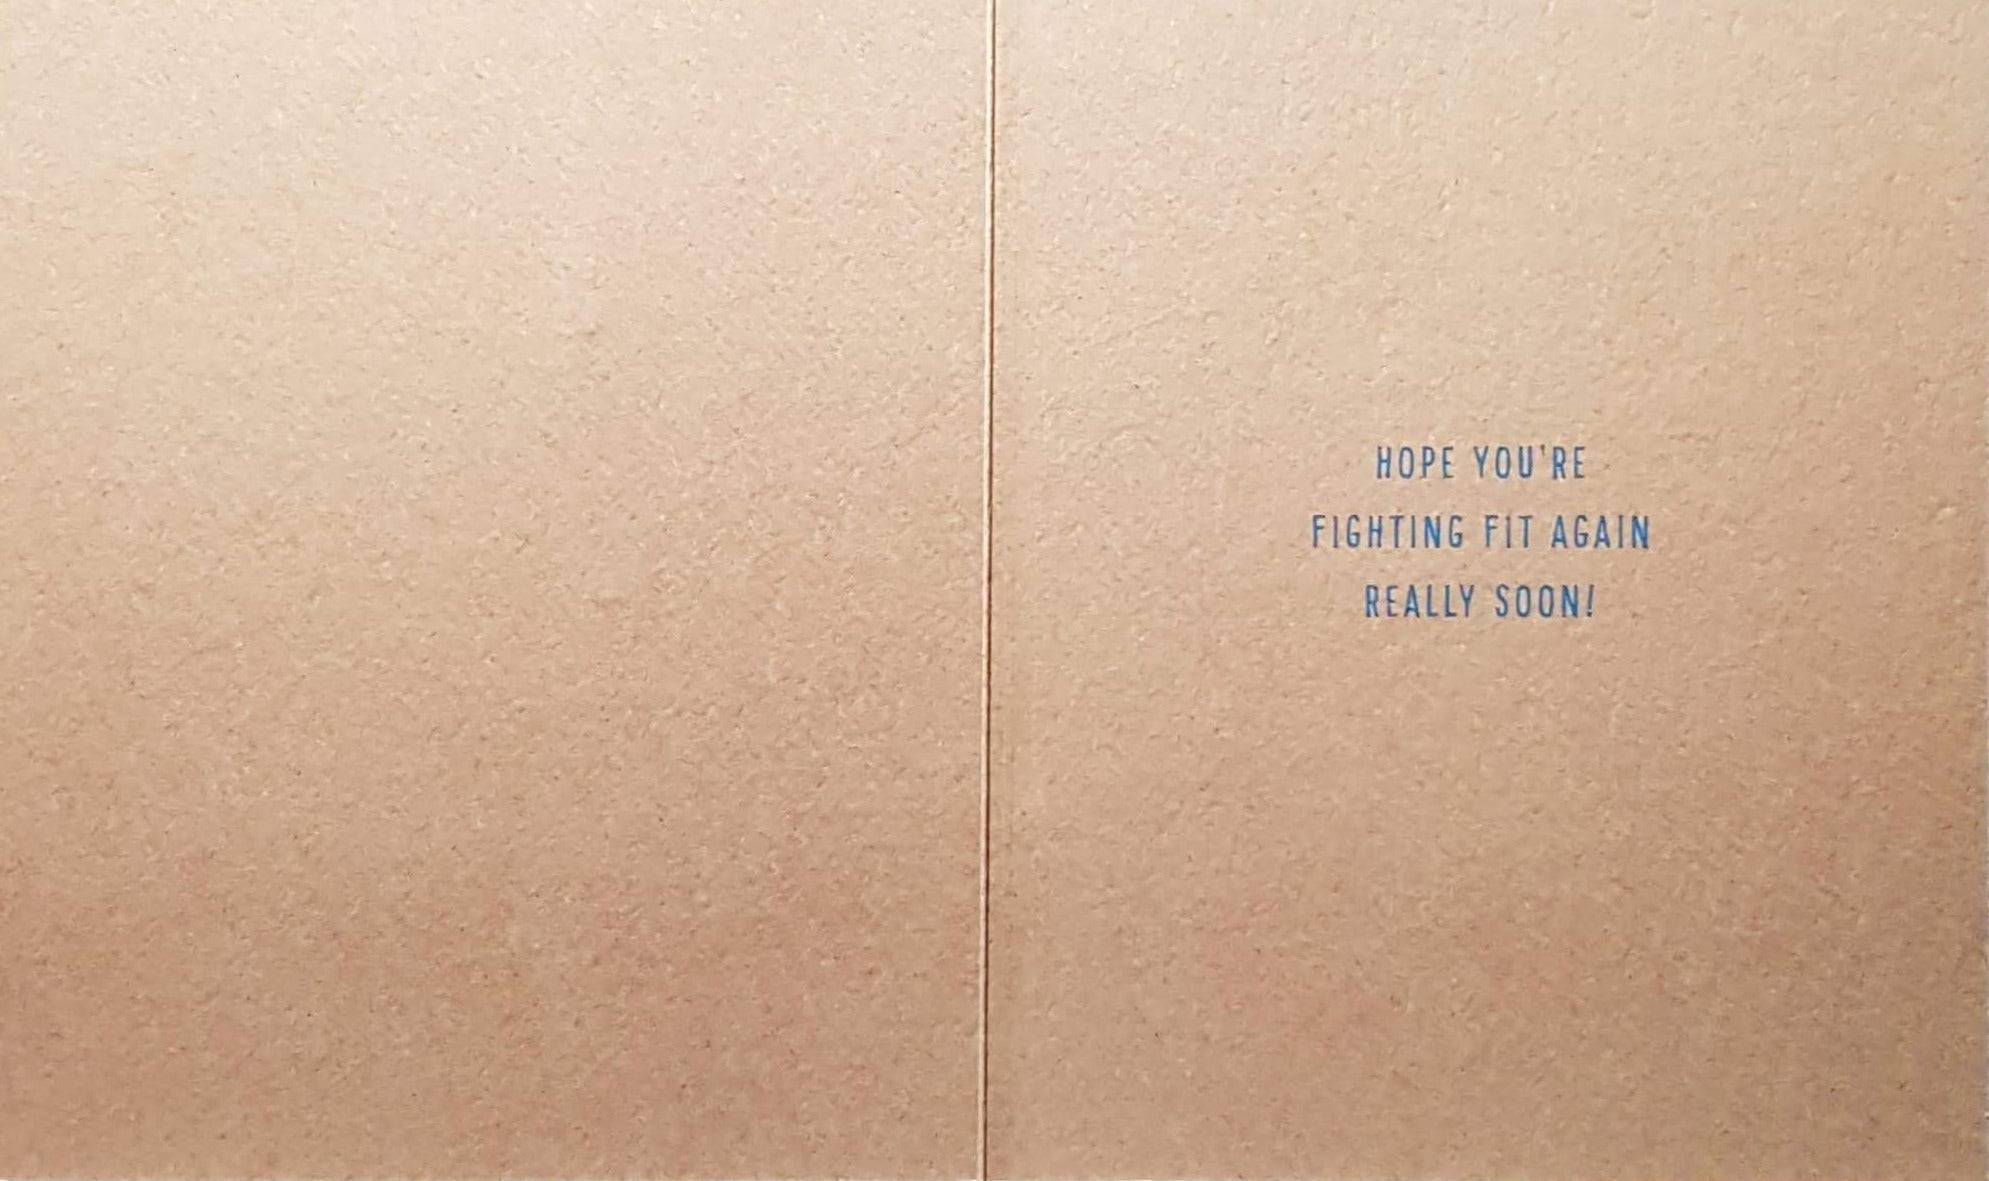 HOPE YOU'RE
FIGHTING FIT AGAIN
REALLY SOON!